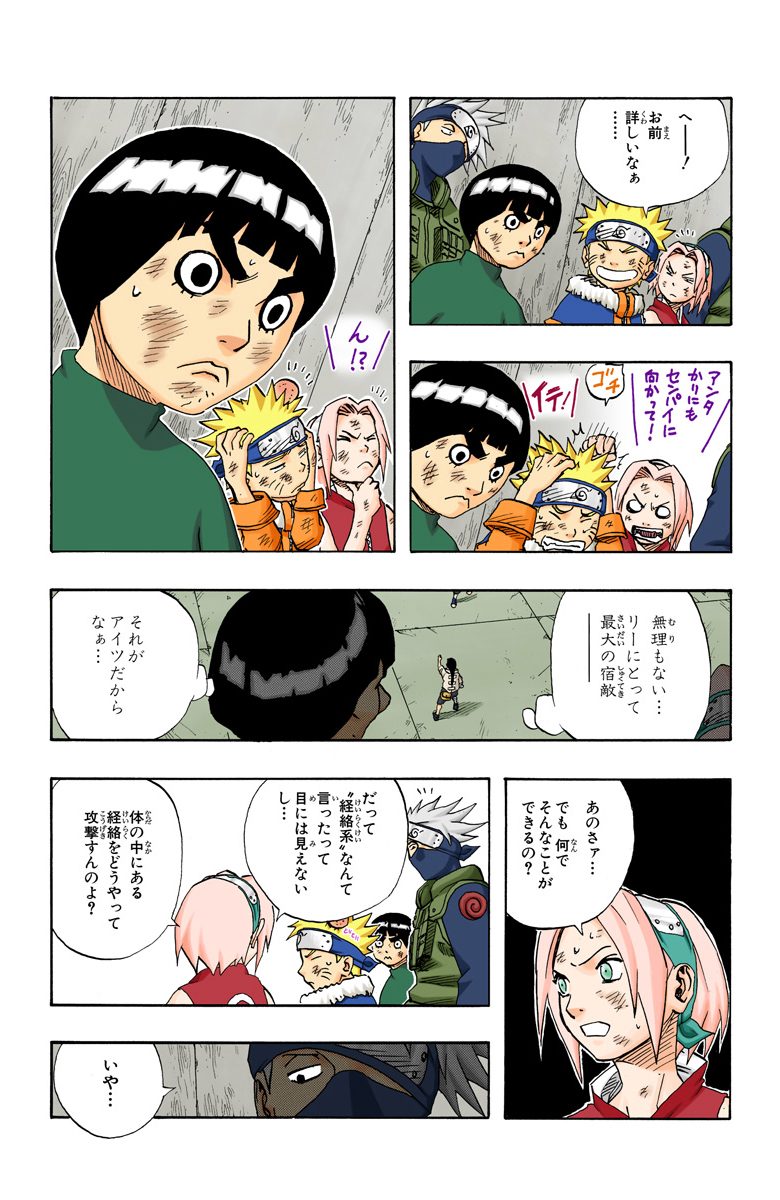 へ──！
お前
詳しいなぁ
……
アンタ
かりにも
センパイに
向かって！
ゴチ
イテ！
ん!?
無理もない…
リーにとって
最大の宿敵
──
それが
アイツだから
なぁ…
あのさァ…
でも 何で
そんなことが
できるの？
だって
〝経絡系〟なんて
言ったって
目には見えない
し…
体の中にある
経絡をどうやって
攻撃すんのよ？
いや…